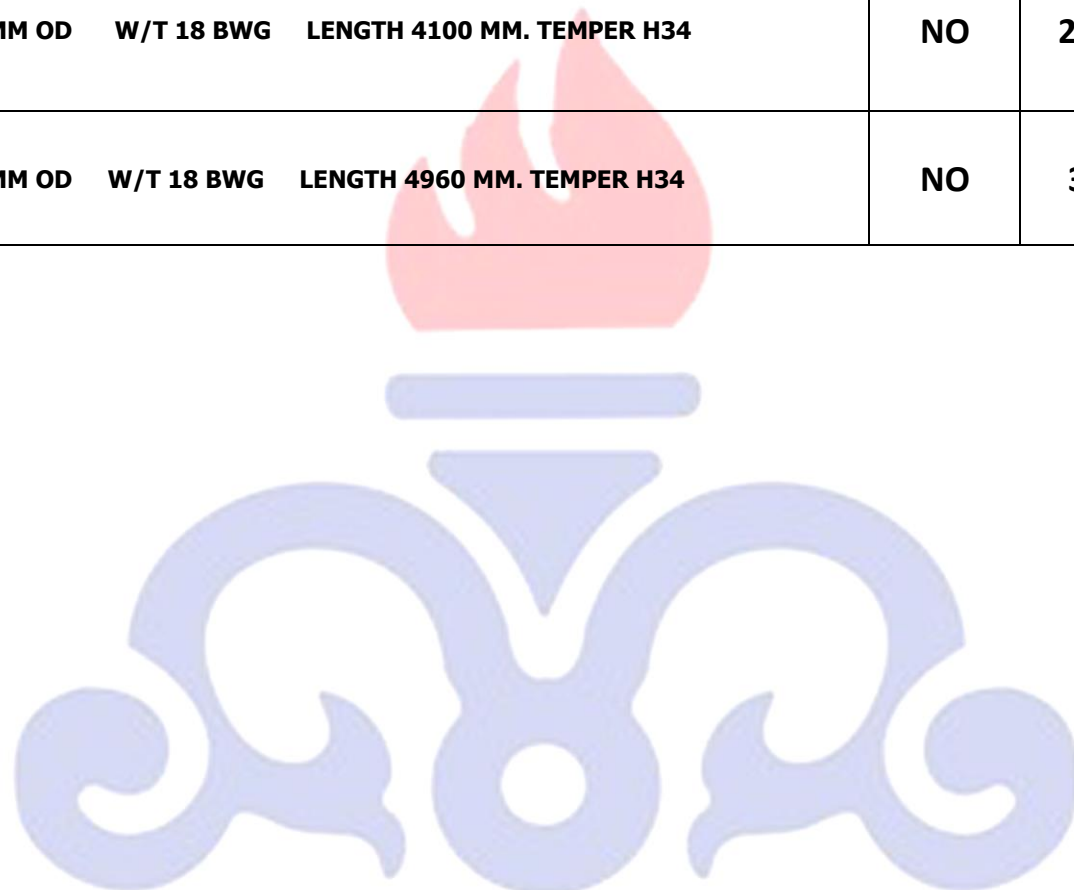 MM OD W/T 18 BWG LENGTH 4100 MM. TEMPER H34 NO 2
MM OD W/T 18 BWG LENGTH 4960 MM. TEMPER H34 NO